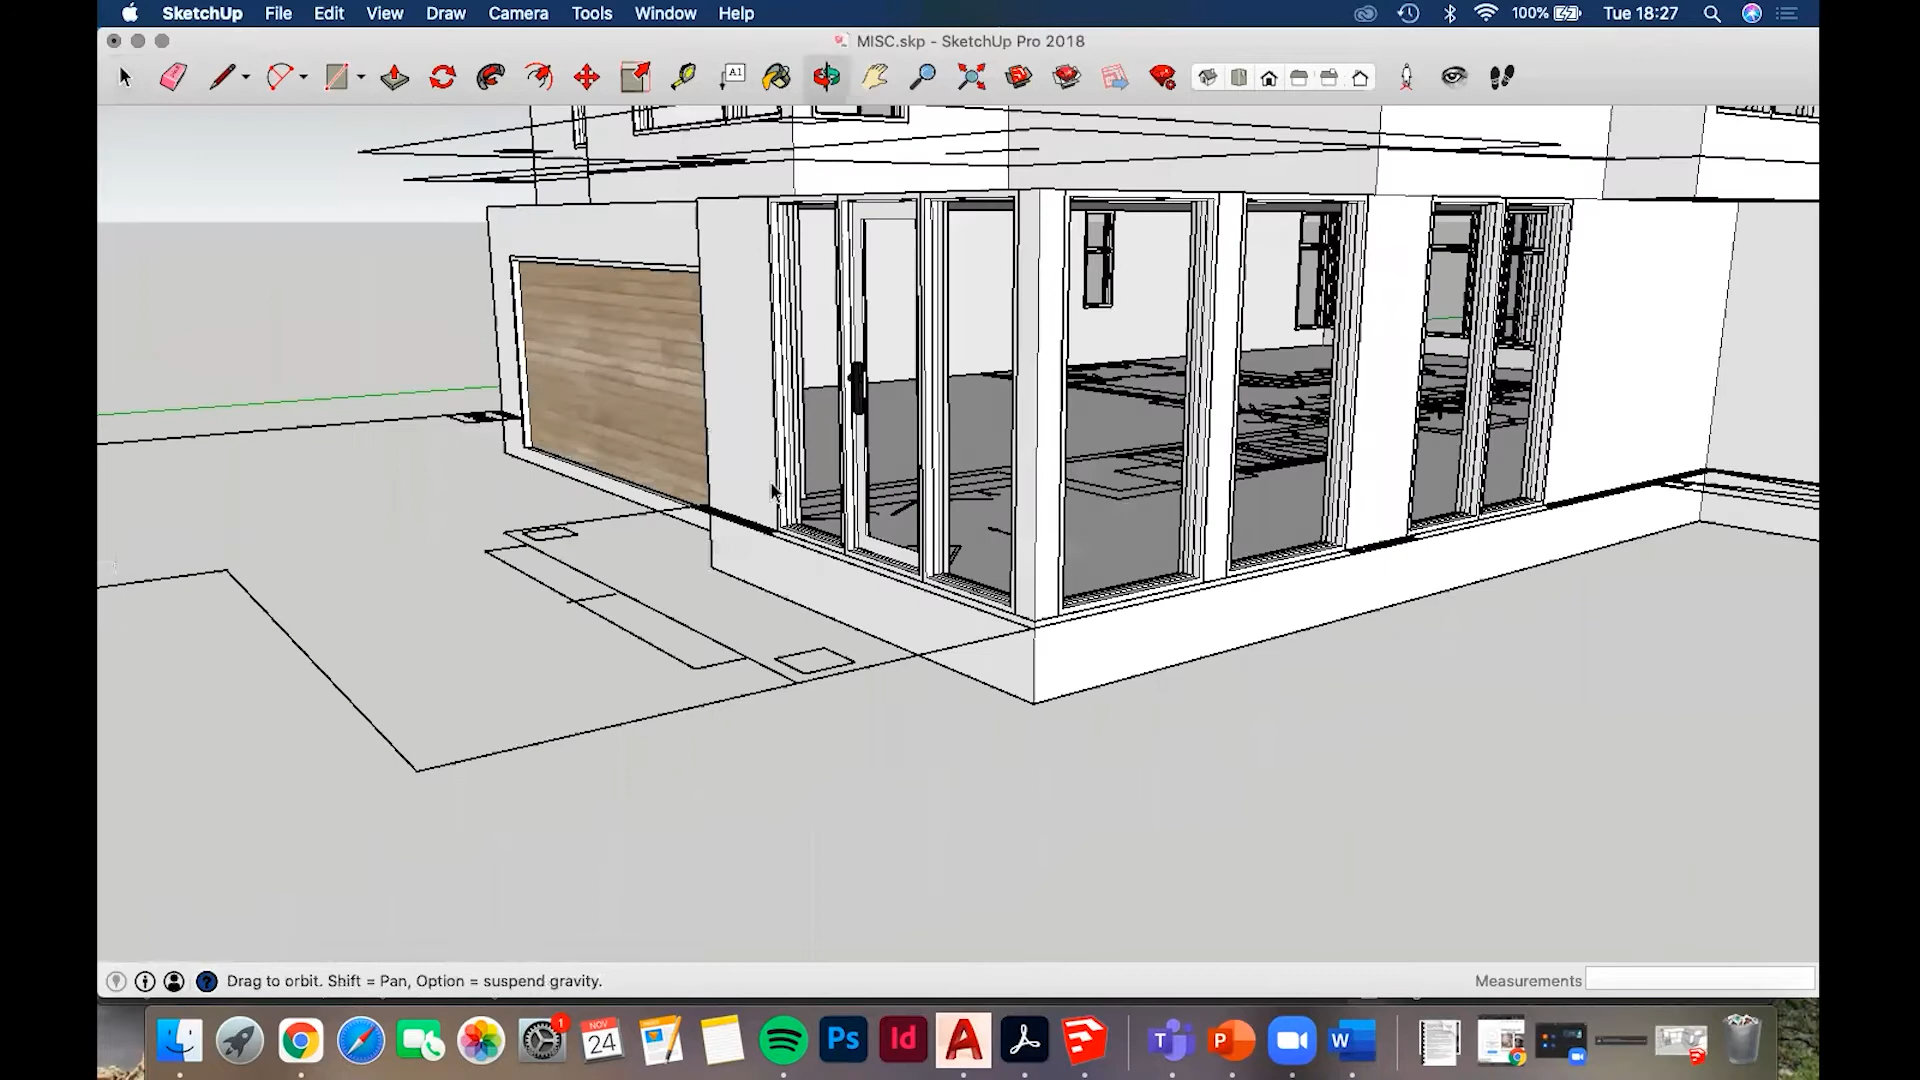 SketchUp File Edit View Draw Camera Tools Window Help 100% Tue 18:27
MISC.skp - SketchUp Pro 2018
A1
Drag to orbit. Shift = Pan, Option = suspend gravity.
Measurements
1
NOV
24
Ps
Id
T
P
W